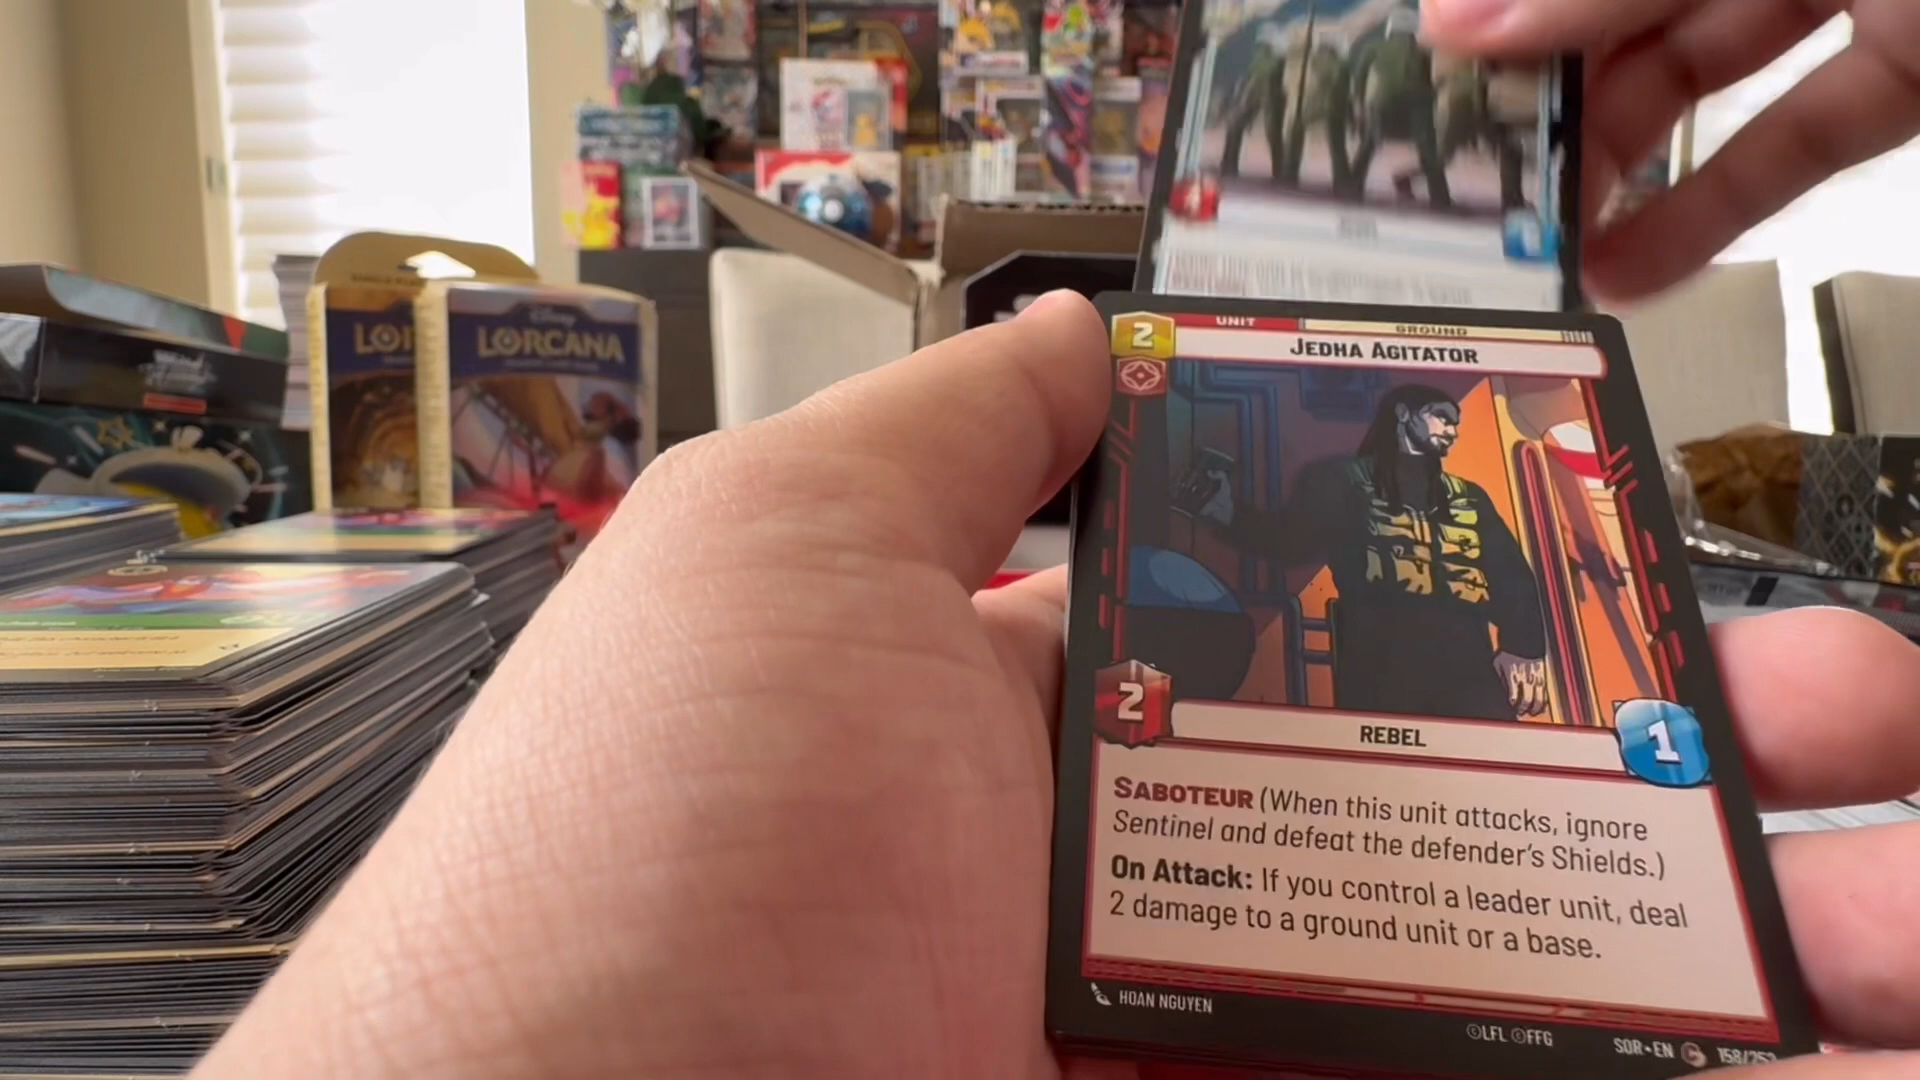 Disney
LORCANA
LO
2
UNIT
GROUND
JEDHA AGITATOR
2
REBEL
1
SABOTEUR (When this unit attacks, ignore
Sentinel and defeat the defender's Shields.)
On Attack: If you control a leader unit, deal
2 damage to a ground unit or a base.
HOAN NGUYEN
©LFL ©FFG
SOR•EN C 158/252